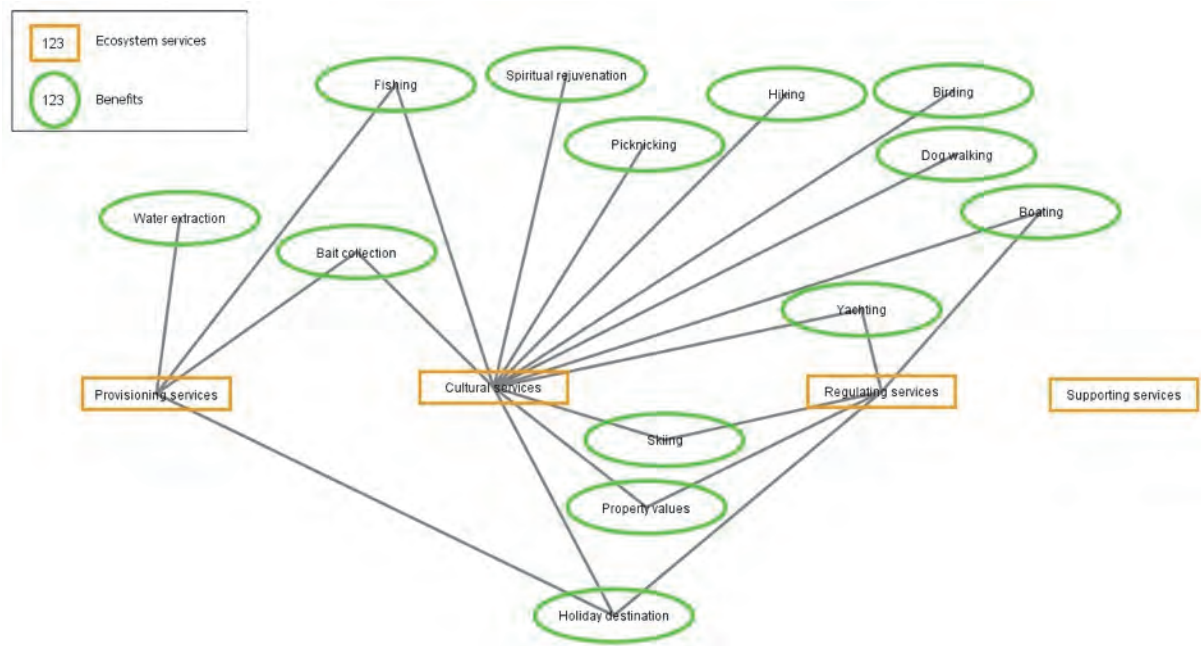 123 Ecosystem services
123 Benefits
Fishing
Spiritual rejuvenation
Hiking
Birding
Picknicking
Dog walking
Water extraction
Bait collection
Boating
Yachting
Provisioning services
Cultural services
Regulating services
Supporting services
Skiing
Property values
Holiday destination